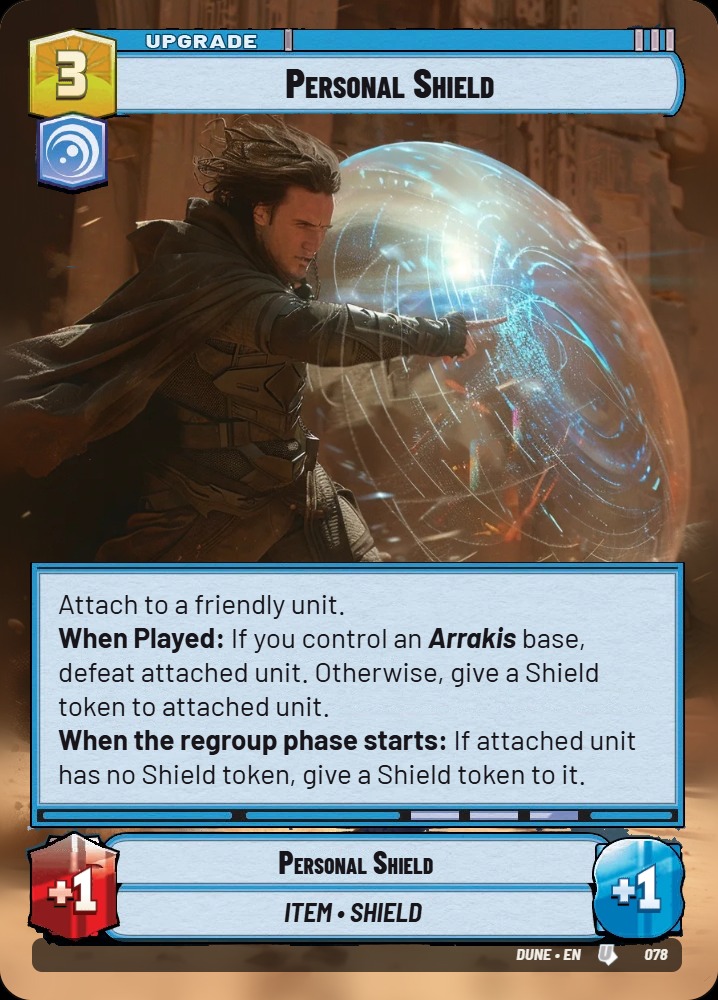 UPGRADE
3
Personal Shield
Attach to a friendly unit.
When Played: If you control an Arrakis base,
defeat attached unit. Otherwise, give a Shield
token to attached unit.
When the regroup phase starts: If attached unit
has no Shield token, give a Shield token to it.
+1
Personal Shield
+1
ITEM • SHIELD
DUNE • EN U 078